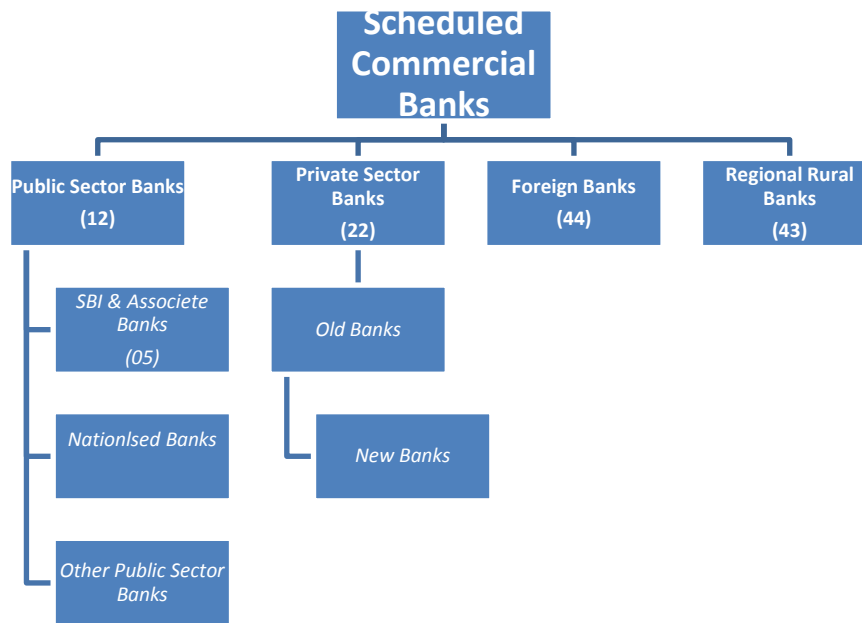 Scheduled
Commercial
Banks
Public Sector Banks
(12)
Private Sector
Banks
(22)
Foreign Banks
(44)
Regional Rural
Banks
(43)
SBI & Associete
Banks
(05)
Old Banks
Nationlsed Banks
New Banks
Other Public Sector
Banks